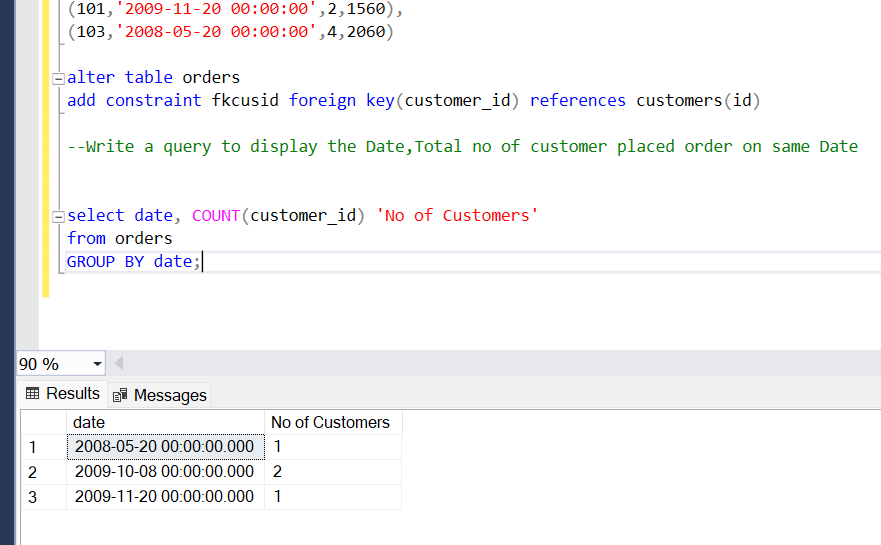 (101,'2009-11-20 00:00:00',2,1560),
(103,'2008-05-20 00:00:00',4,2060)
alter table orders
add constraint fkcusid foreign key(customer_id) references customers(id)
--Write a query to display the Date,Total no of customer placed order on same Date
select date, COUNT(customer_id) 'No of Customers'
from orders
GROUP BY date;
90 %
Results Messages
date No of Customers
1 2008-05-20 00:00:00.000 1
2 2009-10-08 00:00:00.000 2
3 2009-11-20 00:00:00.000 1